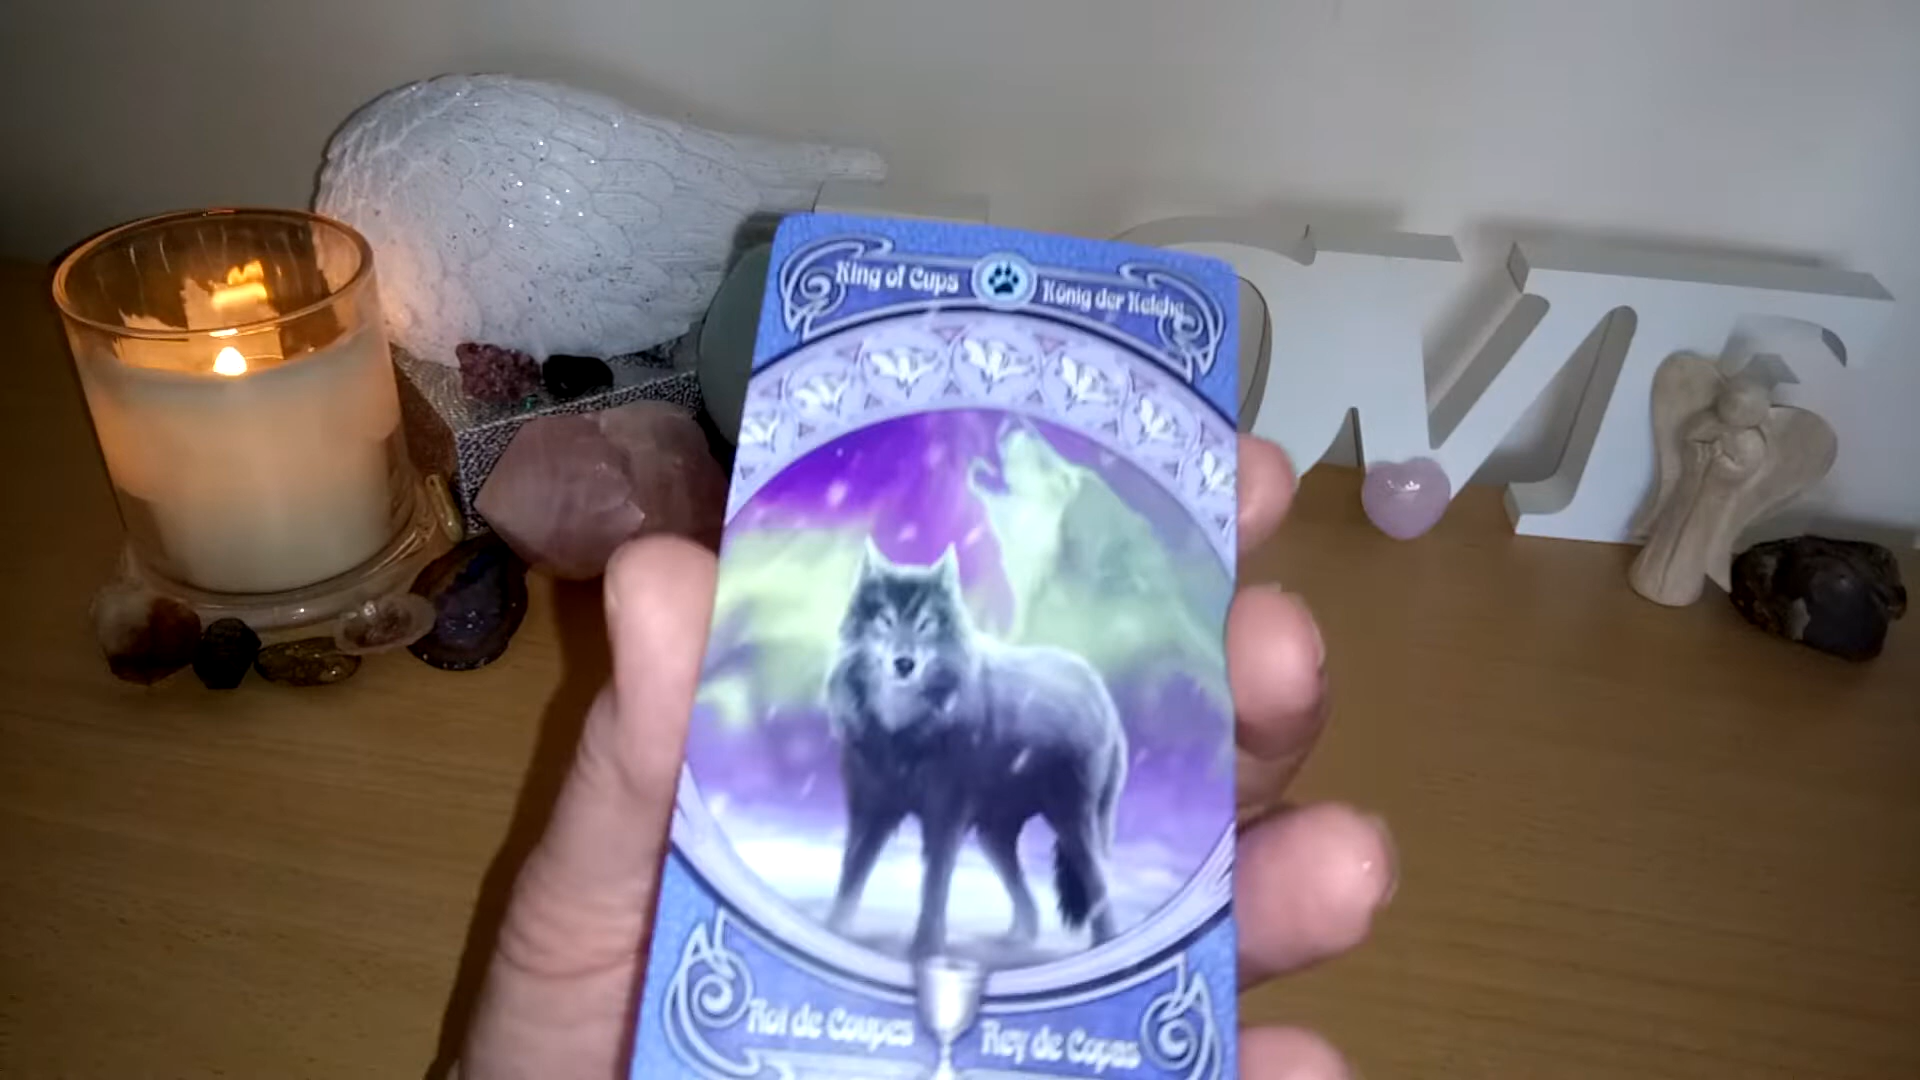 King of Cups
König der Kelche
Roi de Coupes
Rey de Copas